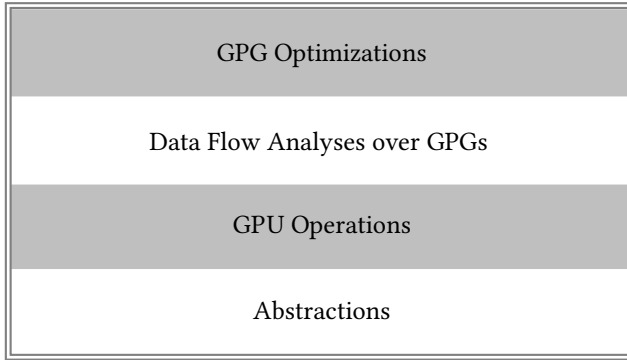 GPG Optimizations
Data Flow Analyses over GPGs
GPU Operations
Abstractions